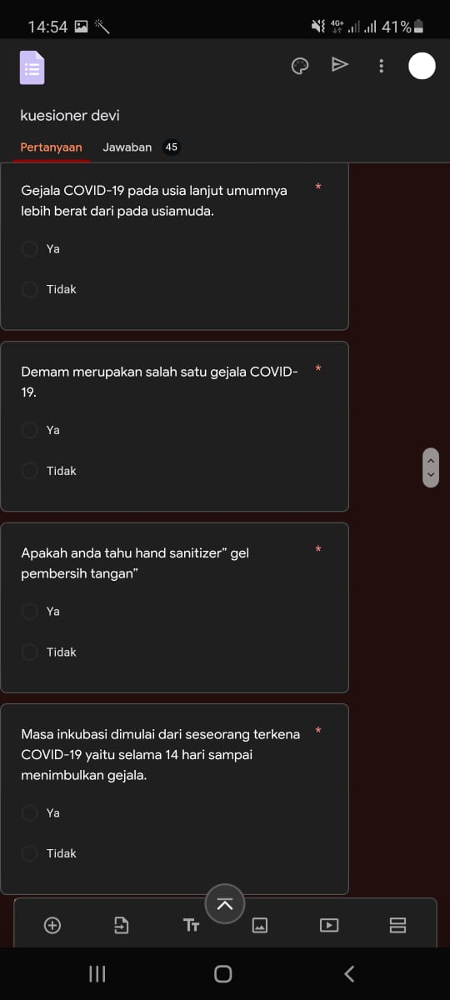 14:54 4G+ 41%
kuesioner devi
Pertanyaan Jawaban 45
Gejala COVID-19 pada usia lanjut umumnya *
lebih berat dari pada usiamuda.
Ya
Tidak
Demam merupakan salah satu gejala COVID- *
19.
Ya
Tidak
Apakah anda tahu hand sanitizer” gel *
pembersih tangan”
Ya
Tidak
Masa inkubasi dimulai dari seseorang terkena *
COVID-19 yaitu selama 14 hari sampai
menimbulkan gejala.
Ya
Tidak
Tт